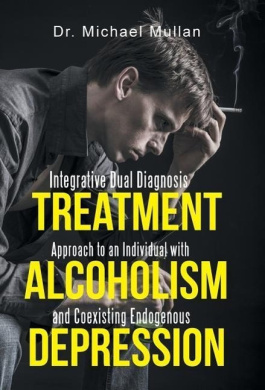 Dr. Michael Mullan
Integrative Dual Diagnosis
TREATMENT
Approach to an Individual with
ALCOHOLISM
and Coexisting Endogenous
DEPRESSION